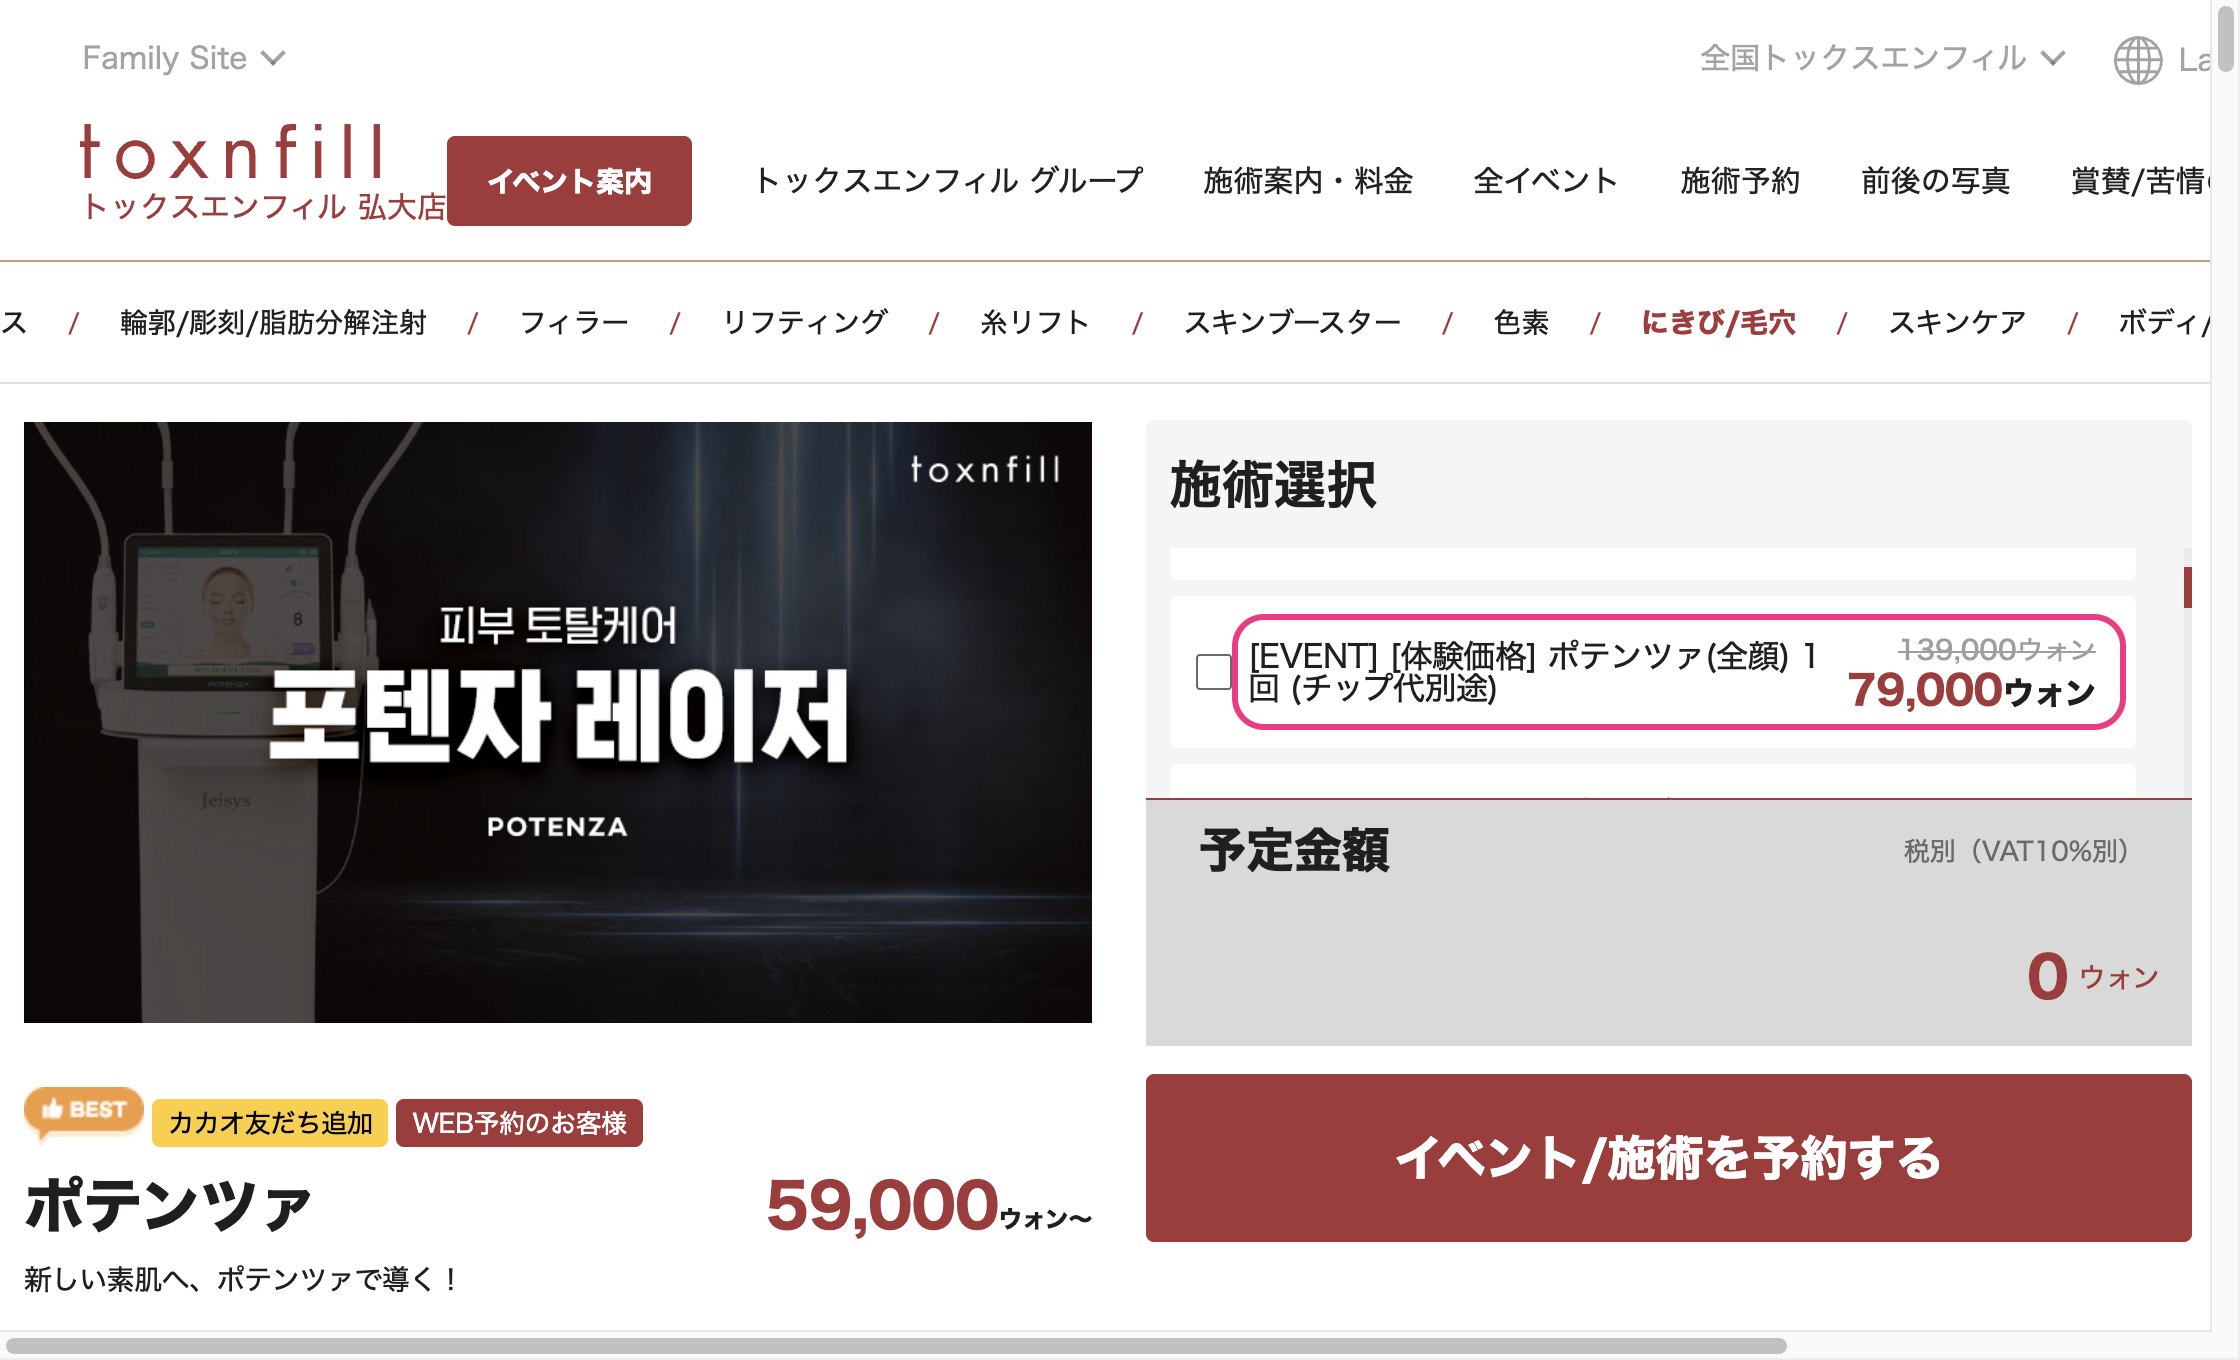 Family Site
全国トックスエンフィル
La
toxnfill
トックスエンフィル 弘大店
イベント案内
トックスエンフィル グループ
施術案内・料金
全イベント
施術予約
前後の写真
賞賛/苦情
ス / 輪郭/彫刻/脂肪分解注射 / フィラー / リフティング / 糸リフト / スキンブースター / 色素 / にきび/毛穴 / スキンケア / ボディ/
toxnfill
피부 토탈케어
포텐자 레이저
POTENZA
Jeisys
施術選択
[EVENT] [体験価格] ポテンツァ(全顔) 1
回 (チップ代別途)
139,000ウォン
79,000ウォン
予定金額
税別（VAT10%別）
0 ウォン
イベント/施術を予約する
BEST
カカオ友だち追加
WEB予約のお客様
ポテンツァ
59,000ウォン〜
新しい素肌へ、ポテンツァで導く！